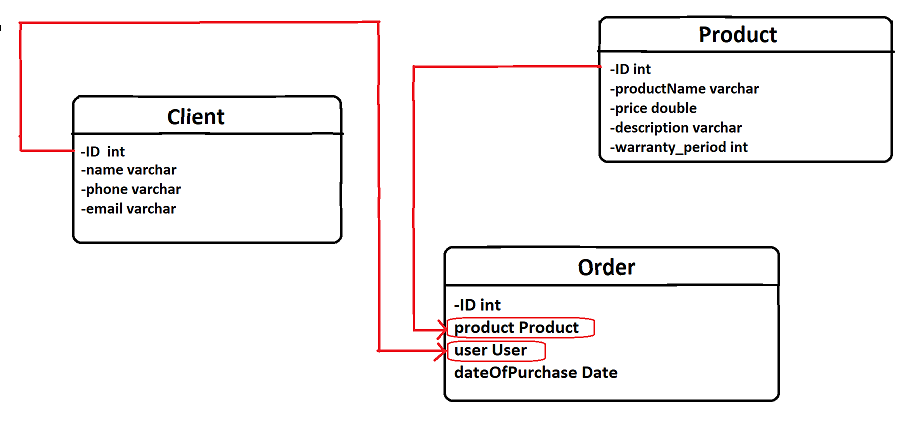 Client
-ID  int
-name varchar
-phone varchar
-email varchar
Product
-ID int
-productName varchar
-price double
-description varchar
-warranty_period int
Order
-ID int
product Product
user User
dateOfPurchase Date